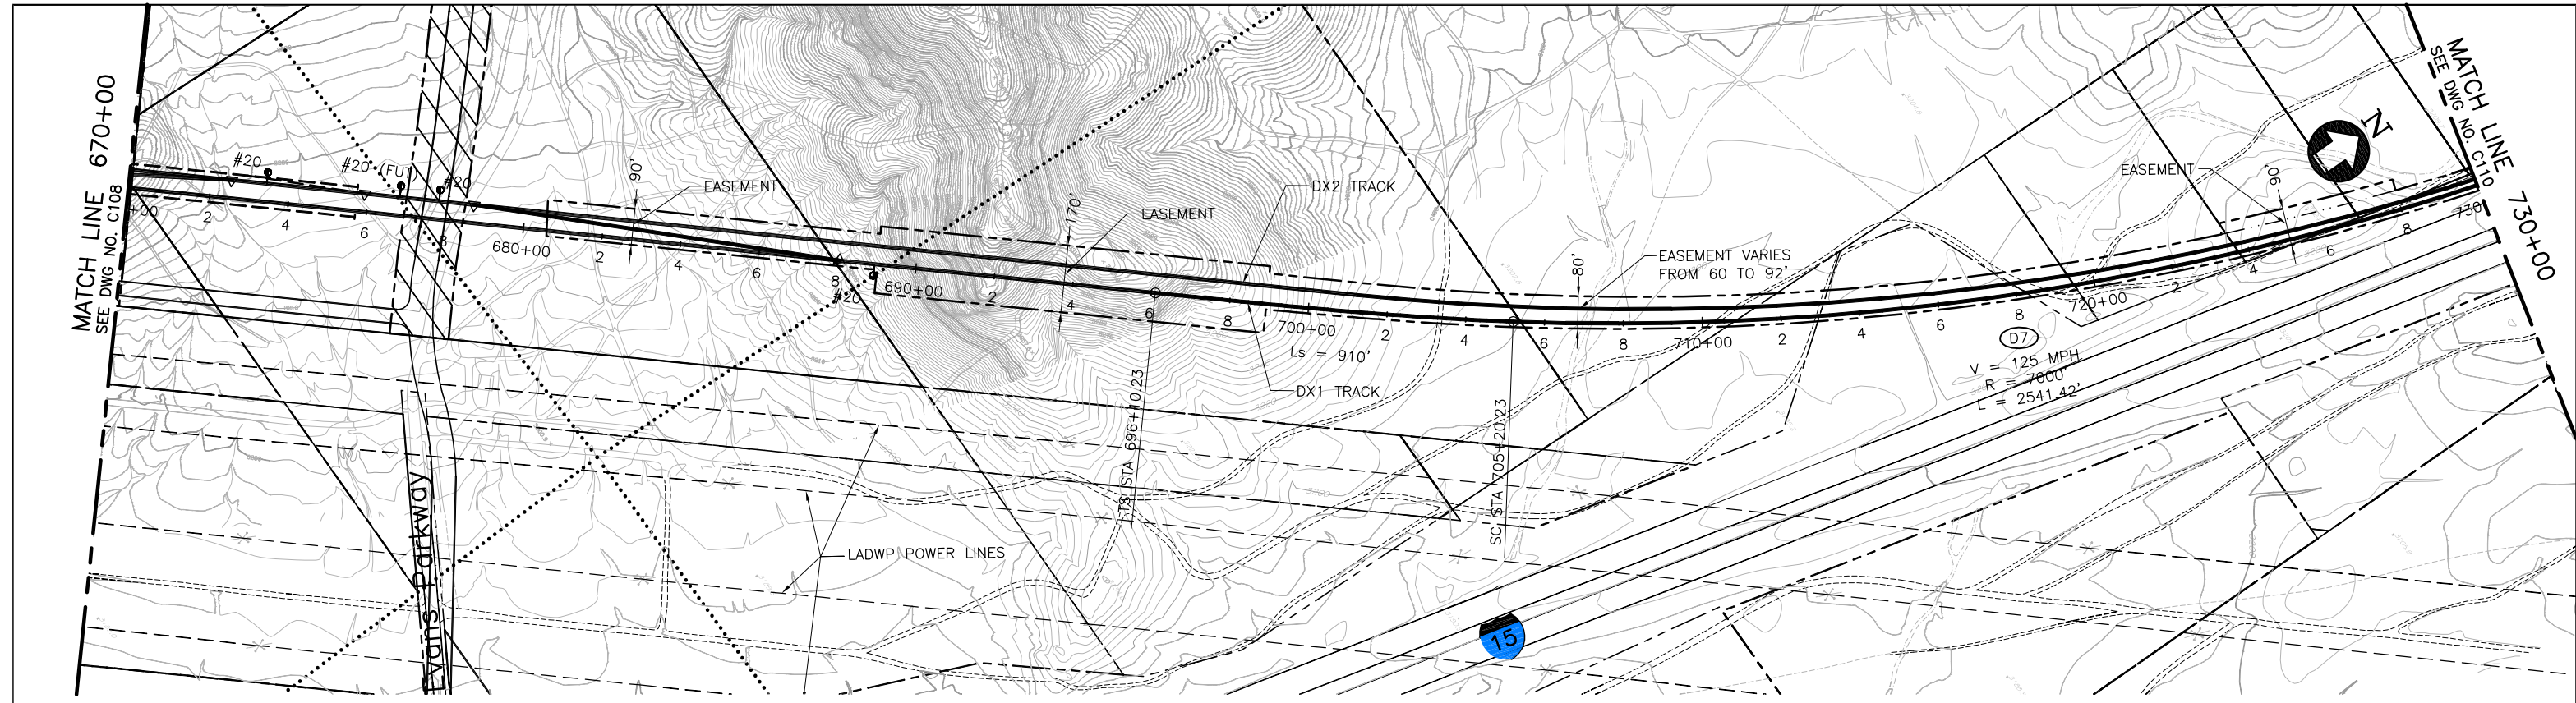 MATCH LINE 670+00
SEE DWG NO. C108
#20
#20 (FUT)
#20
+00
2
4
6
8
680+00
2
4
6
8
#20
690+00
2
4
6
8
700+00
2
4
6
8
710+00
2
4
6
8
720+00
2
4
6
8
730
90'
EASEMENT
170'
EASEMENT
DX2 TRACK
Ls = 910'
DX1 TRACK
TS STA 696+10.23
SC STA 705+20.23
80'
EASEMENT VARIES
FROM 60 TO 92'
D7
V = 125 MPH
R = 7000'
L = 2541.42'
EASEMENT
90'
N
MATCH LINE 730+00
SEE DWG NO. C110
Evans Parkway
LADWP POWER LINES
15